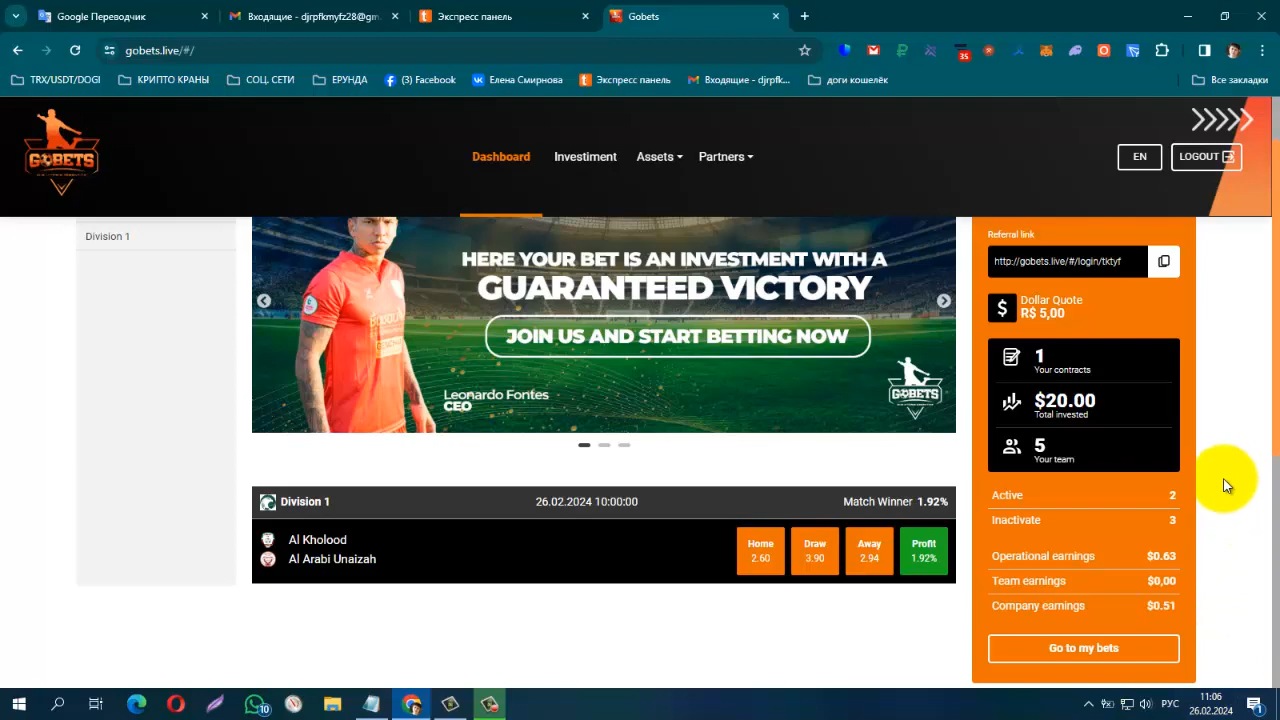 Google Переводчик
Входящие - djrpfkmyfz28@gm
Экспресс панель
Gobets
gobets.live/#/
35
TRX/USDT/DOGI
КРИПТО КРАНЫ
СОЦ. СЕТИ
ЕРУНДА
(3) Facebook
Елена Смирнова
Экспресс панель
Входящие - djrpfk...
доги кошелёк
Все закладки
GOBETS
Dashboard
Investiment
Assets
Partners
EN
LOGOUT
Division 1
HERE YOUR BET IS AN INVESTMENT WITH A
GUARANTEED VICTORY
JOIN US AND START BETTING NOW
Leonardo Fontes
CEO
GOBETS
Referral link
http://gobets.live/#/login/tktyf
Dollar Quote
R$ 5,00
1
Your contracts
$20.00
Total invested
5
Your team
Active 2
Inactivate 3
Operational earnings $0.63
Team earnings $0,00
Company earnings $0.51
Go to my bets
Division 1
26.02.2024 10:00:00
Match Winner 1.92%
Al Kholood
Al Arabi Unaizah
Home
2.60
Draw
3.90
Away
2.94
Profit
1.92%
10
РУС
11:06
26.02.2024